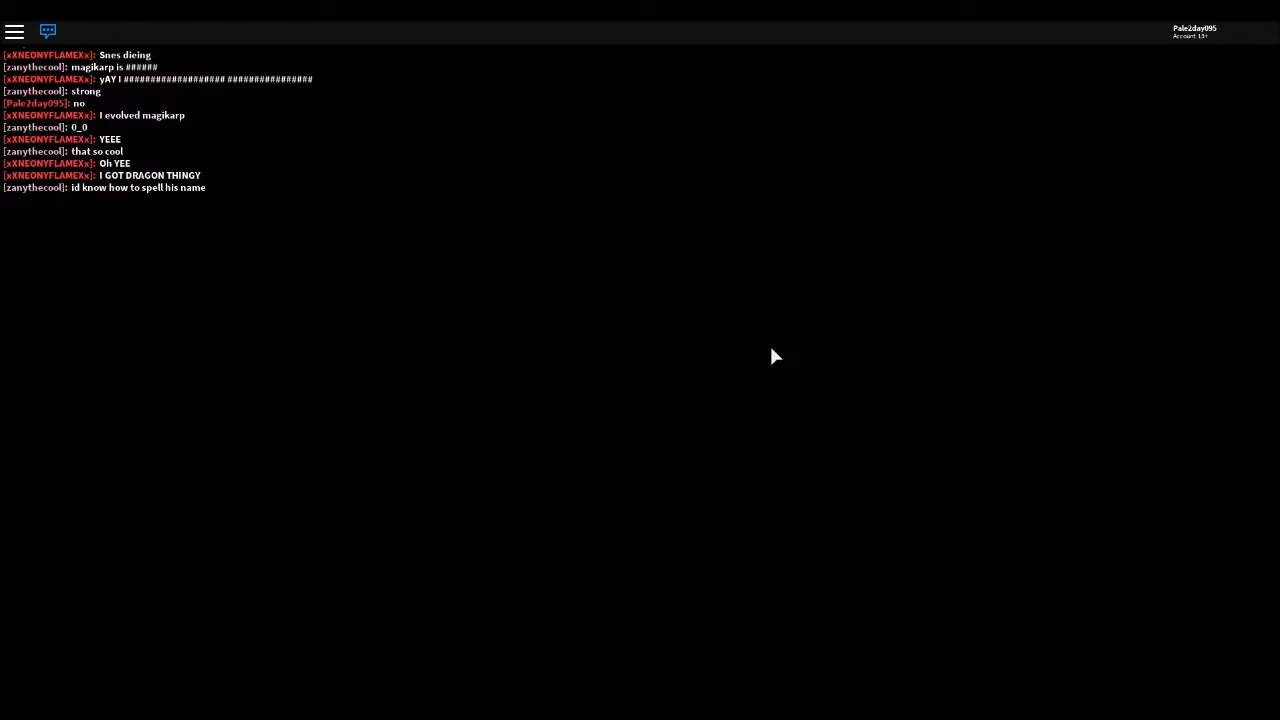 Pale2day095
Account: 13+
[xXNEONYFLAMEXx]: Snes dieing
[zanythecool]: magikarp is ######
[xXNEONYFLAMEXx]: yAY I ################### ################
[zanythecool]: strong
[Pale2day095]: no
[xXNEONYFLAMEXx]: I evolved magikarp
[zanythecool]: 0_0
[xXNEONYFLAMEXx]: YEEE
[zanythecool]: that so cool
[xXNEONYFLAMEXx]: Oh YEE
[xXNEONYFLAMEXx]: I GOT DRAGON THINGY
[zanythecool]: id know how to spell his name